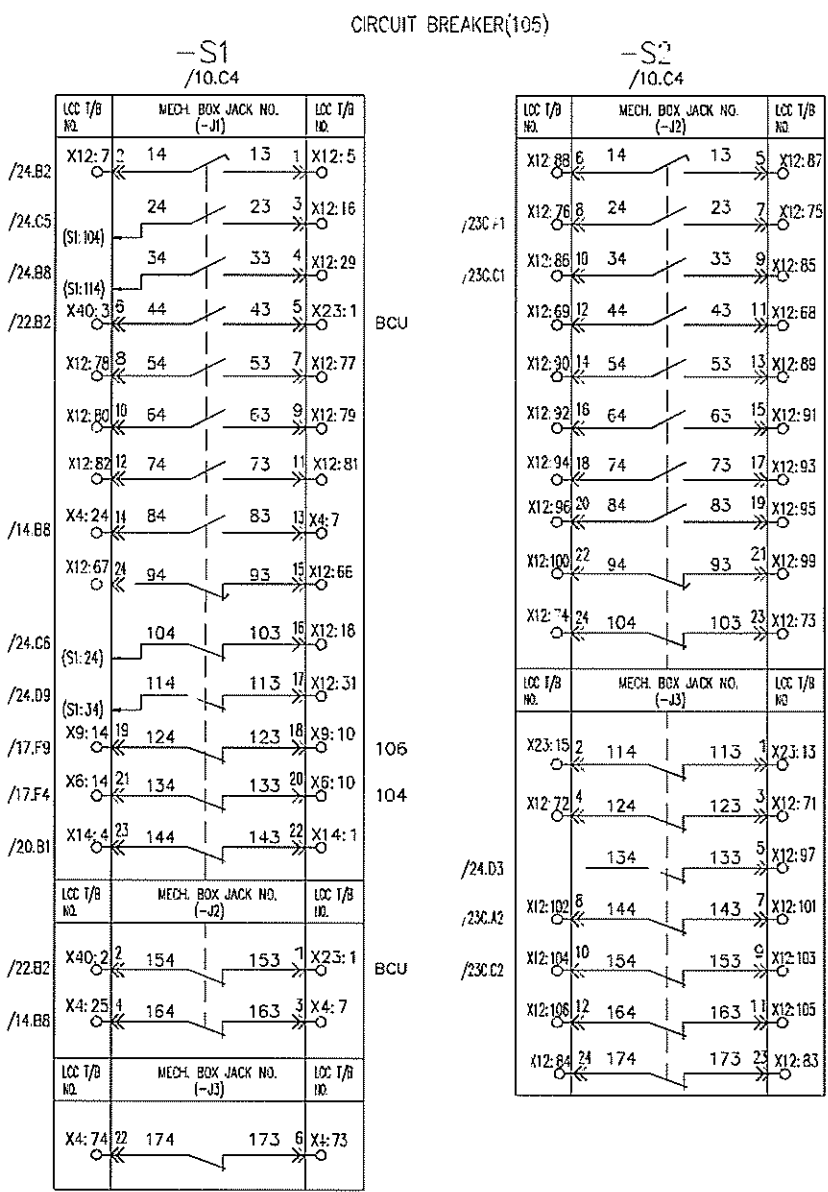 CIRCUIT BREAKER(105)
-S1
/10.C4
LCC T/B NO. MECH. BOX JACK NO. (-J1) LCC T/B NO.
/24.B2 X12:7 2 14 13 1 X12:5
/24.C5 (S1:104) 24 23 3 X12:16
/24.B8 (S1:114) 34 33 4 X12:29
/22.B2 X40:3 6 44 43 5 X23:1 BCU
X12:78 8 54 53 7 X12:77
X12:80 10 64 63 9 X12:79
X12:82 12 74 73 11 X12:81
/14.B8 X4:24 14 84 83 13 X4:7
X12:67 24 94 93 15 X12:66
/24.C6 (S1:24) 104 103 16 X12:18
/24.D9 (S1:34) 114 113 17 X12:31
/17.F9 X9:14 19 124 123 18 X9:10 106
/17.F4 X6:14 21 134 133 20 X6:10 104
/20.B1 X14:4 23 144 143 22 X14:1
LCC T/B NO. MECH. BOX JACK NO. (-J2) LCC T/B NO.
/22.B2 X40:2 2 154 153 1 X23:1 BCU
/14.B8 X4:25 4 164 163 3 X4:7
LCC T/B NO. MECH. BOX JACK NO. (-J3) LCC T/B NO.
X4:74 22 174 173 6 X4:73
-S2
/10.C4
LCC T/B NO. MECH. BOX JACK NO. (-J2) LCC T/B NO.
X12:88 6 14 13 5 X12:87
X12:76 8 24 23 7 X12:75
/23C.C1 X12:86 10 34 33 9 X12:85
X12:69 12 44 43 11 X12:68
X12:90 14 54 53 13 X12:89
X12:92 16 64 63 15 X12:91
X12:94 18 74 73 17 X12:93
X12:96 20 84 83 19 X12:95
X12:100 22 94 93 21 X12:99
24 104 103 23 X12:73
LCC T/B NO. MECH. BOX JACK NO. (-J3) LCC T/B NO.
X23:15 2 114 113 1 X23:13
X12:72 4 124 123 3 X12:71
/24.D3 134 133 5 X12:97
/23C.A2 X12:102 8 144 143 7 X12:101
/23C.C2 X12:104 10 154 153 9 X12:103
X12:106 12 164 163 11 X12:105
X12:84 24 174 173 23 X12:83